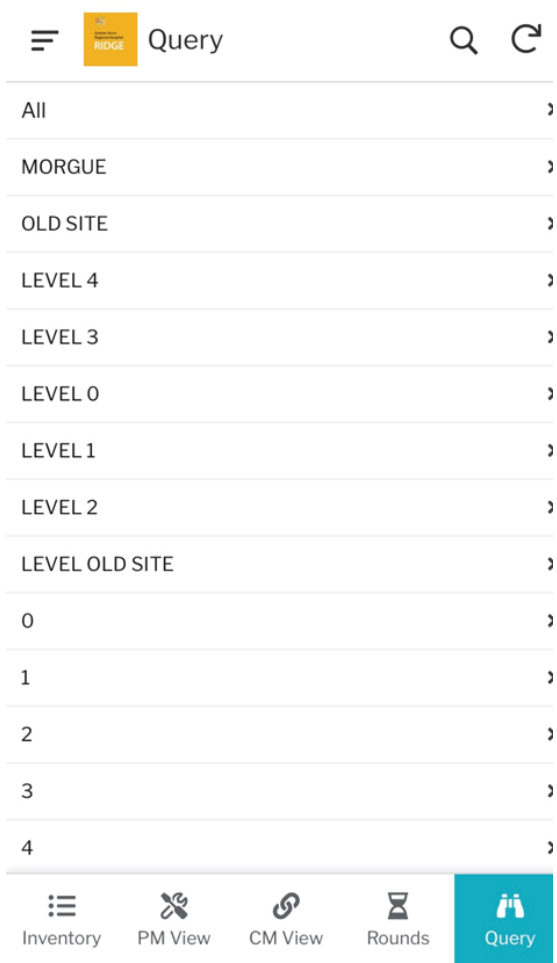 RIDGE
Query
All
MORGUE
OLD SITE
LEVEL 4
LEVEL 3
LEVEL 0
LEVEL 1
LEVEL 2
LEVEL OLD SITE
0
1
2
3
4
Inventory PM View CM View Rounds Query